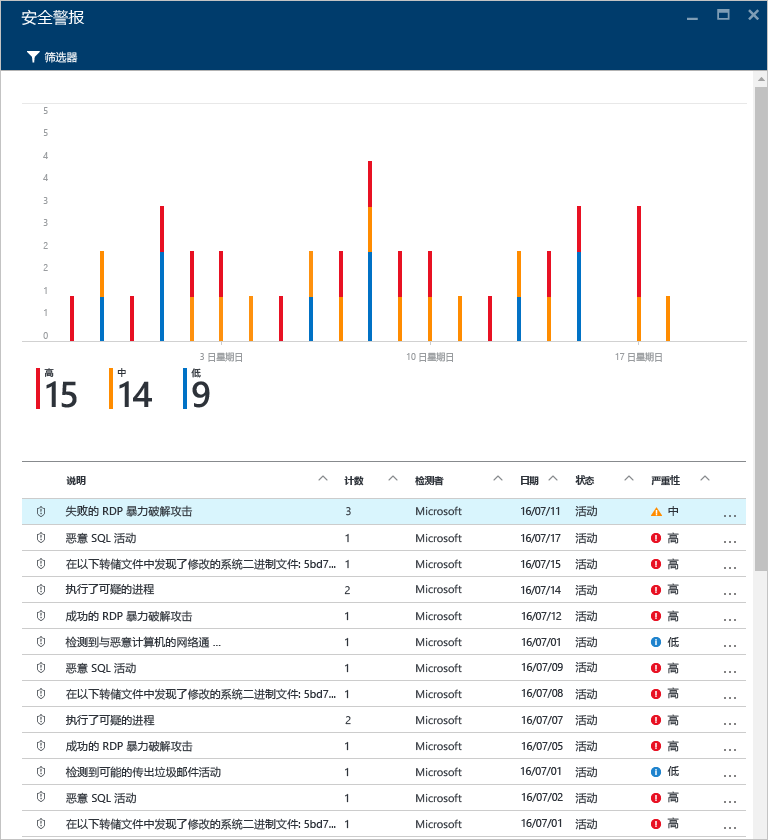 安全警报
筛选器
5
5
4
4
3
3
2
2
1
1
0
3 日星期日 10 日星期日 17 日星期日
高 中 低
15 14 9
说明 计数 检测者 日期 状态 严重性
失败的 RDP 暴力破解攻击 3 Microsoft 16/07/11 活动 中 ...
恶意 SQL 活动 1 Microsoft 16/07/17 活动 高 ...
在以下转储文件中发现了修改的系统二进制文件: 5bd7... 1 Microsoft 16/07/15 活动 高 ...
执行了可疑的进程 2 Microsoft 16/07/14 活动 高 ...
成功的 RDP 暴力破解攻击 1 Microsoft 16/07/12 活动 高 ...
检测到与恶意计算机的网络通 ... 1 Microsoft 16/07/01 活动 低 ...
恶意 SQL 活动 1 Microsoft 16/07/09 活动 高 ...
在以下转储文件中发现了修改的系统二进制文件: 5bd7... 1 Microsoft 16/07/08 活动 高 ...
执行了可疑的进程 2 Microsoft 16/07/07 活动 高 ...
成功的 RDP 暴力破解攻击 1 Microsoft 16/07/05 活动 高 ...
检测到可能的传出垃圾邮件活动 1 Microsoft 16/07/01 活动 低 ...
恶意 SQL 活动 1 Microsoft 16/07/02 活动 高 ...
在以下转储文件中发现了修改的系统二进制文件: 5bd7... 1 Microsoft 16/07/01 活动 高 ...